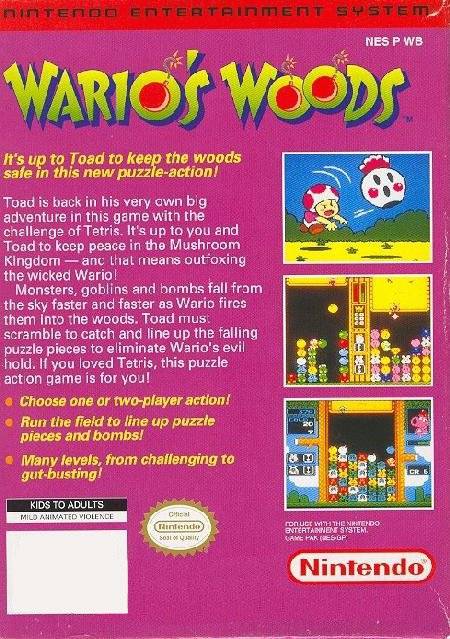 NINTENDO ENTERTAINMENT SYSTEM
NES P WB
WARIO'S WOODS
TM
It's up to Toad to keep the woods
safe in this new puzzle-action!
Toad is back in his very own big
adventure in this game with the
challenge of Tetris. It's up to you and
Toad to keep peace in the Mushroom
Kingdom — and that means outfoxing
the wicked Wario!
Monsters, goblins and bombs fall from
the sky faster and faster as Wario fires
them into the woods. Toad must
scramble to catch and line up the falling
puzzle pieces to eliminate Wario's evil
hold. If you loved Tetris, this puzzle
action game is for you!
• Choose one or two-player action!
• Run the field to line up puzzle
pieces and bombs!
• Many levels, from challenging to
gut-busting!
20
CR 6
KIDS TO ADULTS
MILD ANIMATED VIOLENCE
Official
Nintendo
Seal of Quality
FOR USE WITH THE NINTENDO
ENTERTAINMENT SYSTEM.
Nintendo